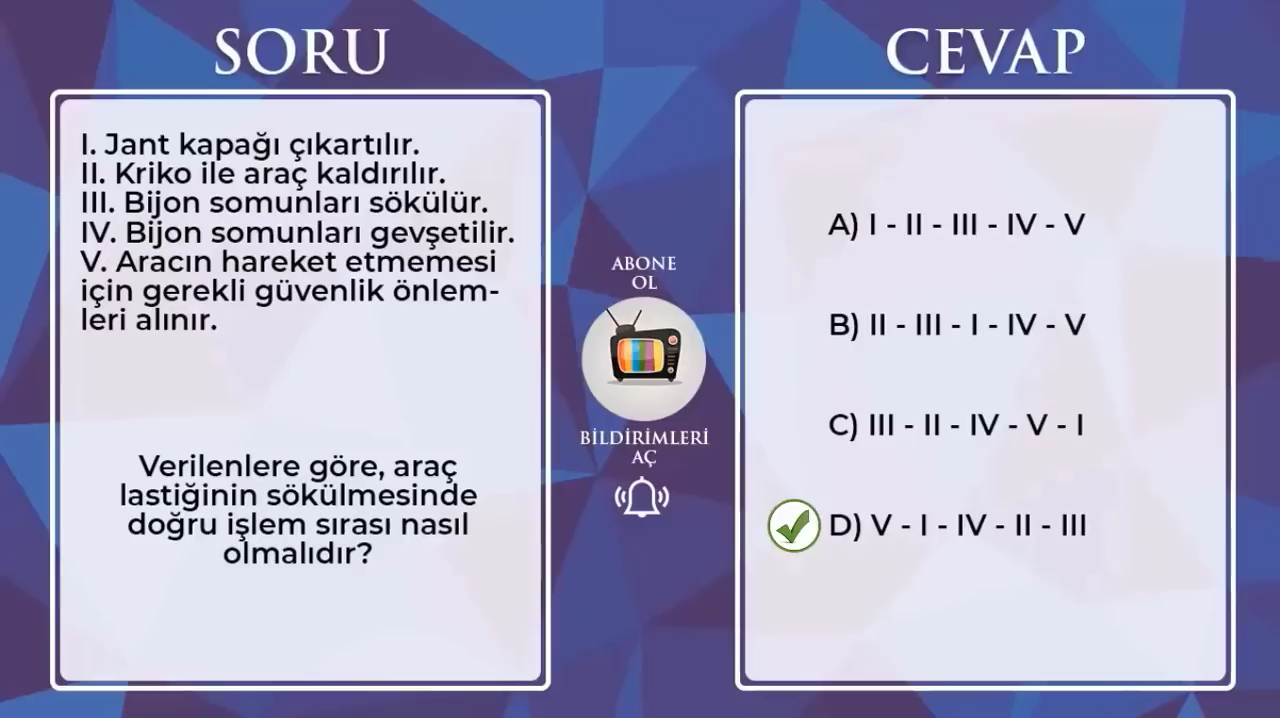 SORU
I. Jant kapağı çıkartılır.
II. Kriko ile araç kaldırılır.
III. Bijon somunları sökülür.
IV. Bijon somunları gevşetilir.
V. Aracın hareket etmemesi
için gerekli güvenlik önlem-
leri alınır.
Verilenlere göre, araç
lastiğinin sökülmesinde
doğru işlem sırası nasıl
olmalıdır?
ABONE
OL
BİLDİRİMLERİ
AÇ
CEVAP
A) I - II - III - IV - V
B) II - III - I - IV - V
C) III - II - IV - V - I
D) V - I - IV - II - III